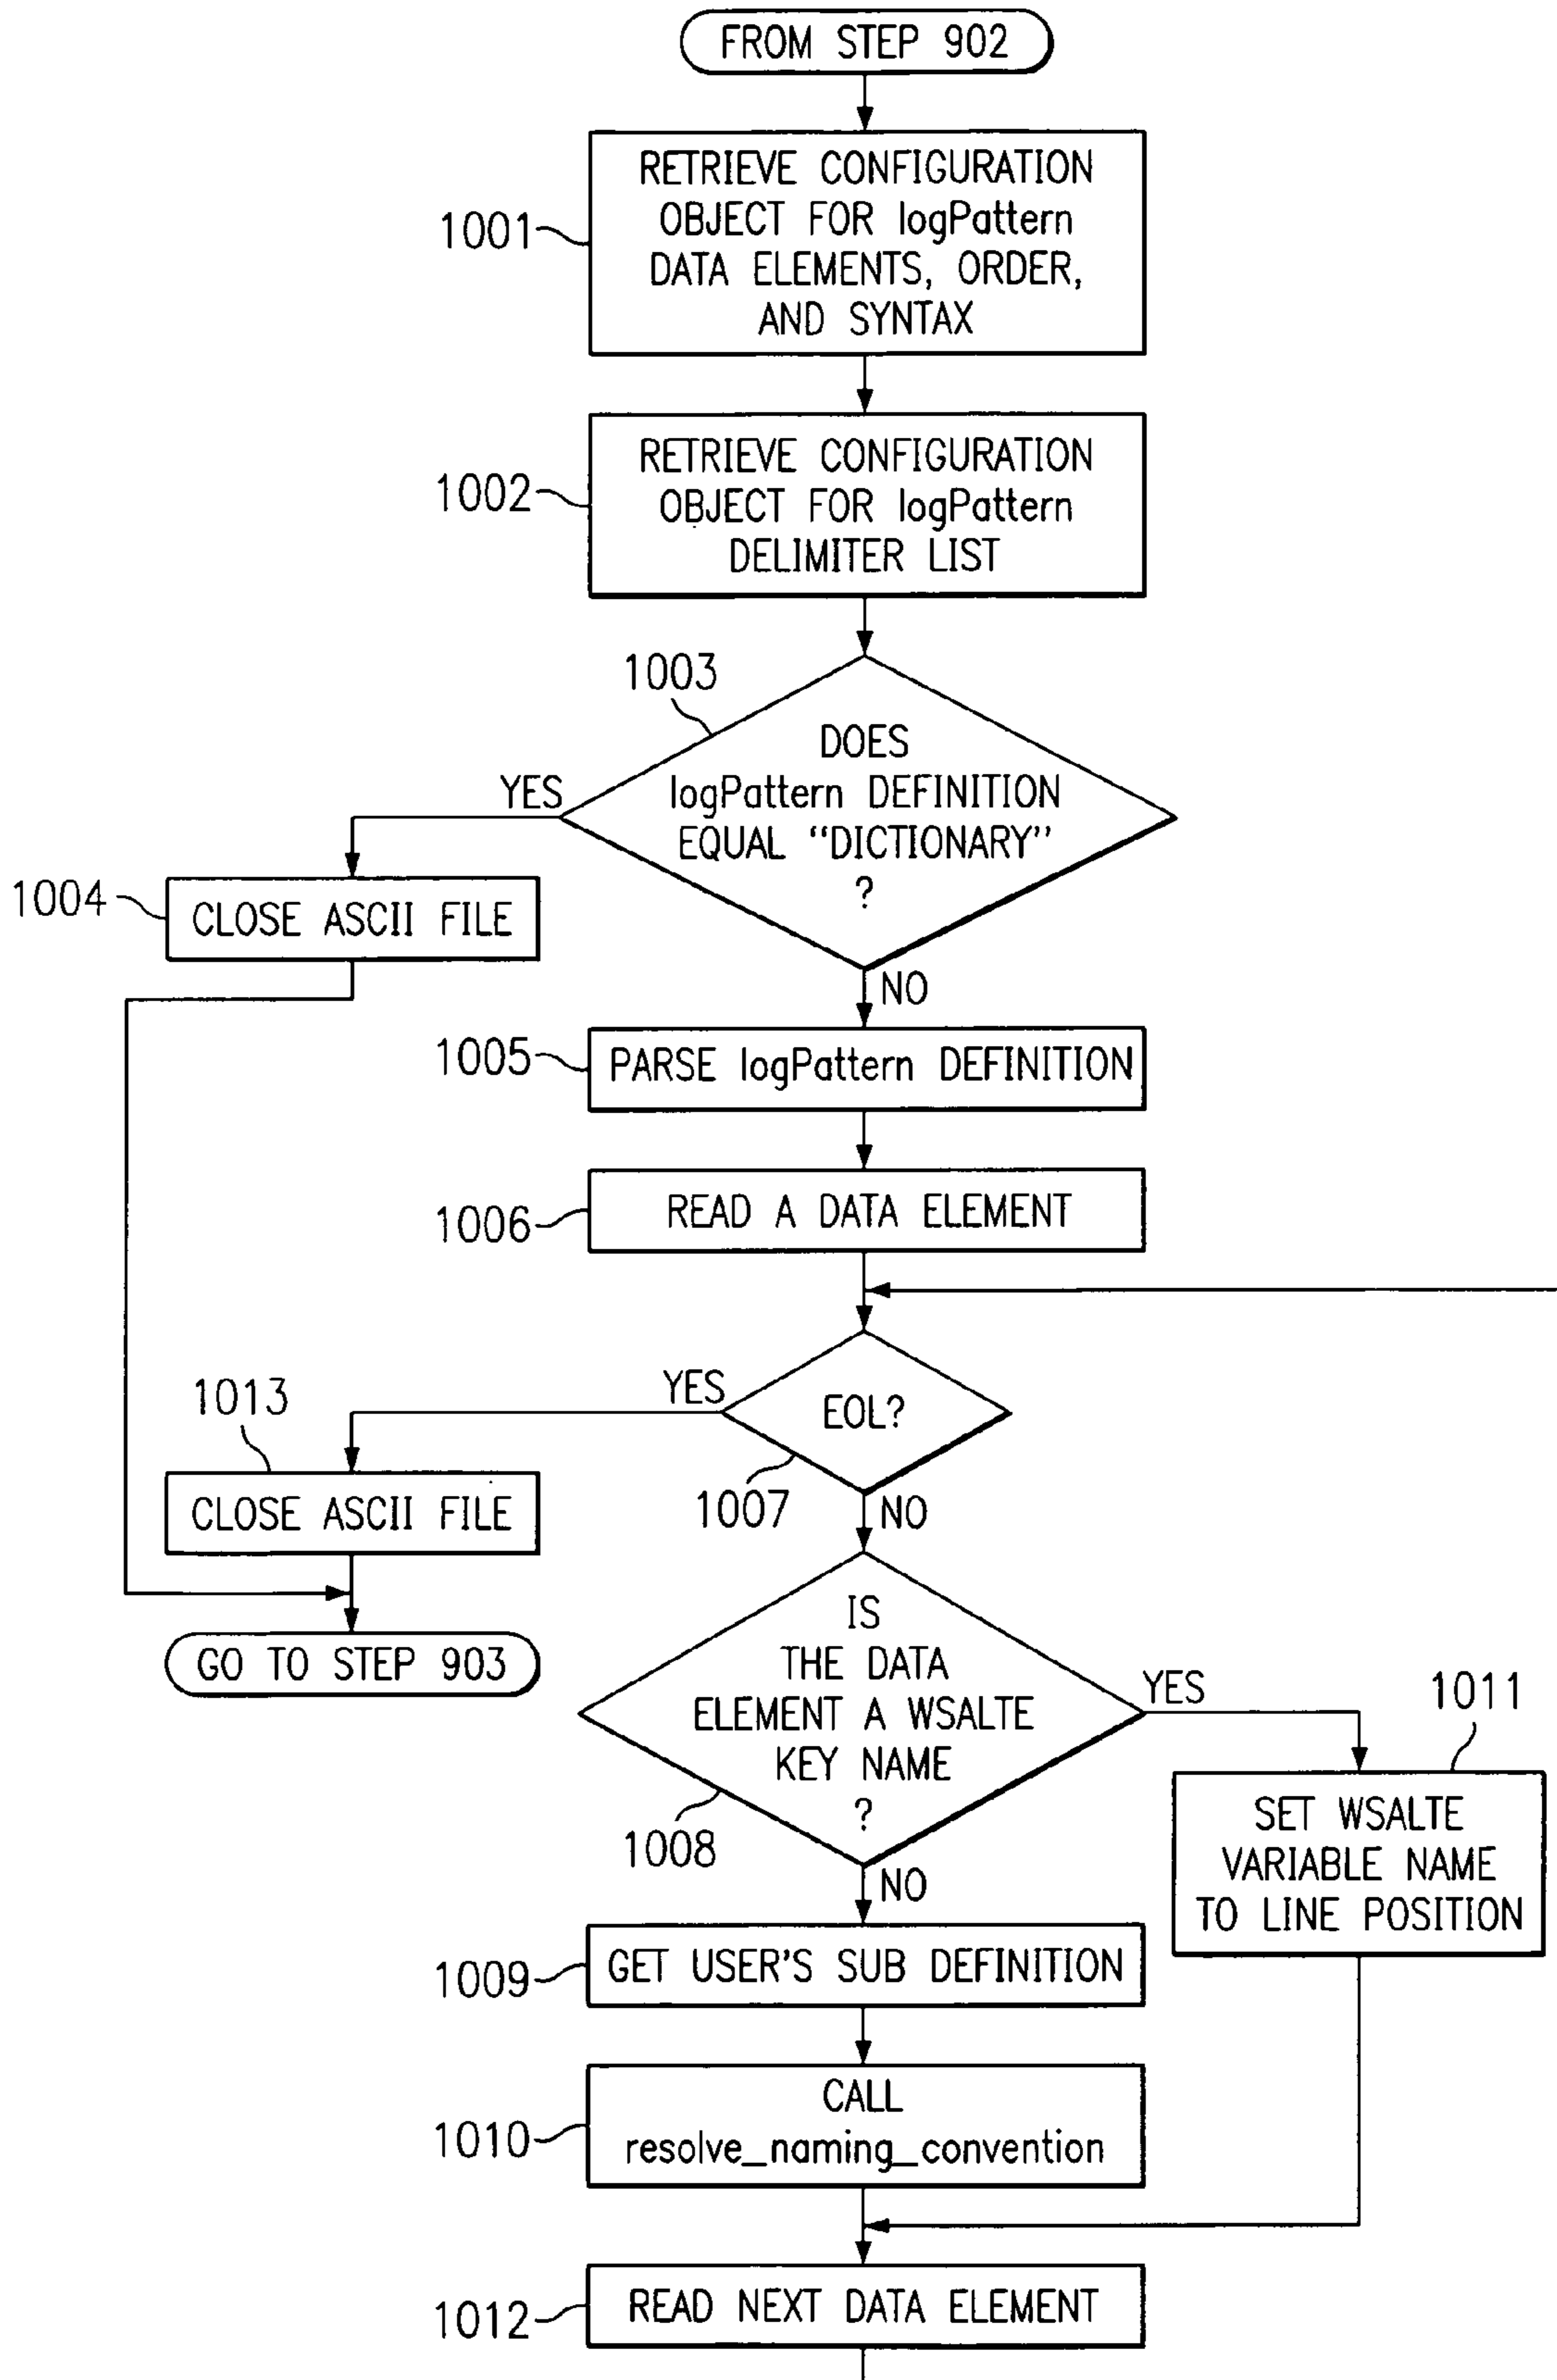 FROM STEP 902
1001
RETRIEVE CONFIGURATION
OBJECT FOR logPattern
DATA ELEMENTS, ORDER,
AND SYNTAX
1002
RETRIEVE CONFIGURATION
OBJECT FOR logPattern
DELIMITER LIST
1003
DOES
logPattern DEFINITION
EQUAL “DICTIONARY”
?
YES
1004
CLOSE ASCII FILE
NO
1005
PARSE logPattern DEFINITION
1006
READ A DATA ELEMENT
EOL?
1007
YES
1013
CLOSE ASCII FILE
GO TO STEP 903
NO
IS
THE DATA
ELEMENT A WSALTE
KEY NAME
?
1008
YES
1011
SET WSALTE
VARIABLE NAME
TO LINE POSITION
NO
1009
GET USER'S SUB DEFINITION
1010
CALL
resolve_naming_convention
1012
READ NEXT DATA ELEMENT